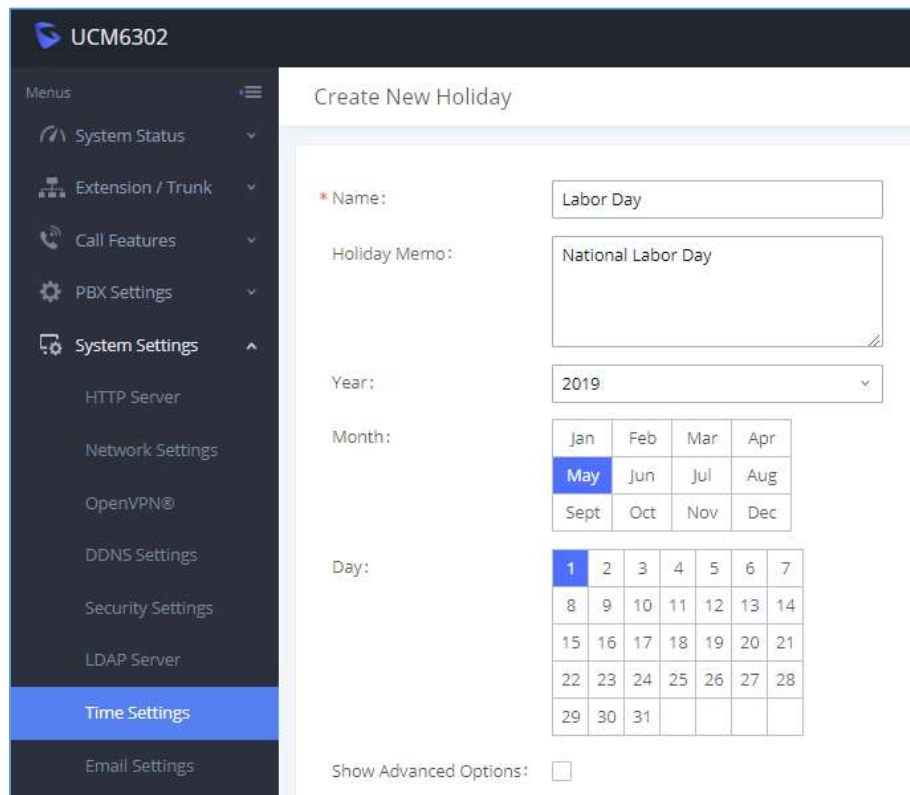 UCM6302
Menus
System Status
Extension / Trunk
Call Features
PBX Settings
System Settings
HTTP Server
Network Settings
OpenVPN®
DDNS Settings
Security Settings
LDAP Server
Time Settings
Email Settings
Create New Holiday
* Name: Labor Day
Holiday Memo: National Labor Day
Year: 2019
Month: Jan Feb Mar Apr
May Jun Jul Aug
Sept Oct Nov Dec
Day: 1 2 3 4 5 6 7
8 9 10 11 12 13 14
15 16 17 18 19 20 21
22 23 24 25 26 27 28
29 30 31
Show Advanced Options: